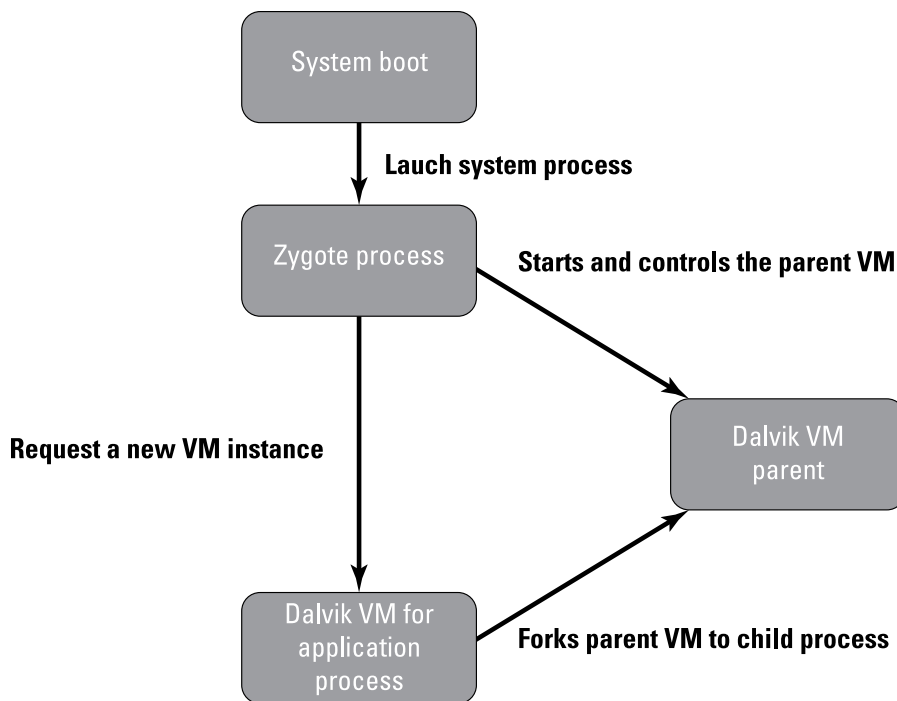 System boot
Lauch system process
Zygote process
Starts and controls the parent VM
Request a new VM instance
Dalvik VM
parent
Dalvik VM for
application
process
Forks parent VM to child process